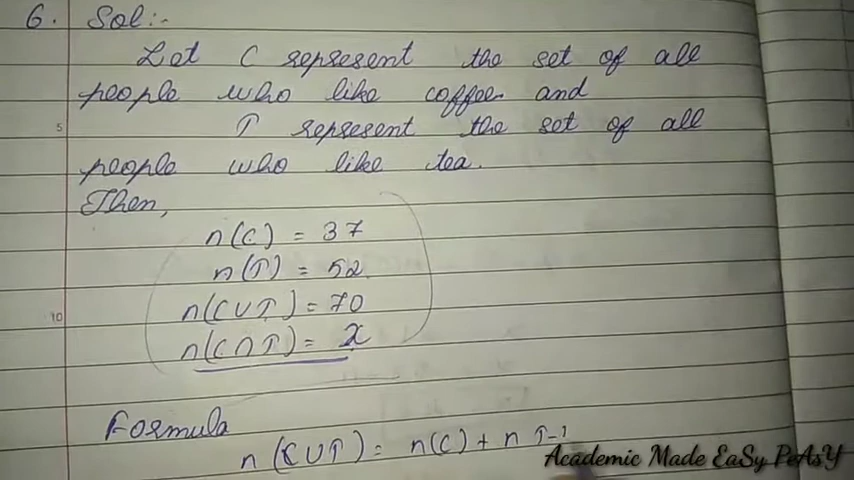 6. Sol:-
Let C represent the set of all
people who like coffee and
T represent the set of all
5
people who like tea.
Then,
n(C) = 37
n(T) = 52
n(C∪T) = 70
10
n(C∩T) = x
Formula
n(C∪T) = n(C) + n
Academic Made EaSy PeAsY